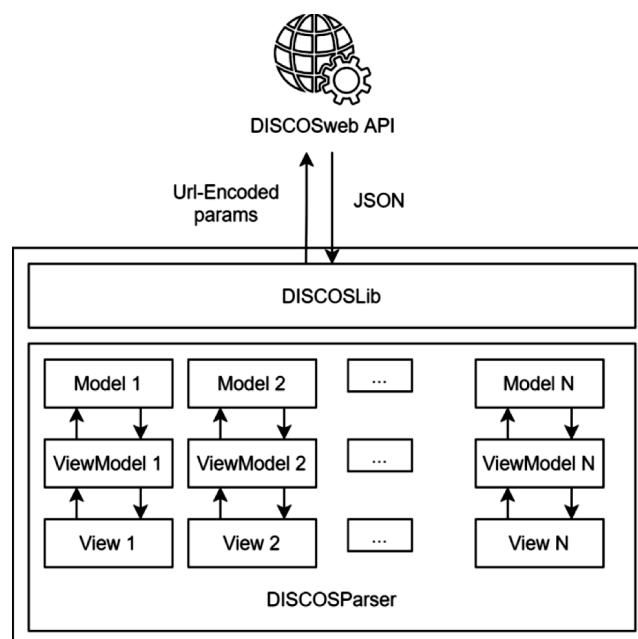 DISCOSweb API
Url-Encoded
params
JSON
DISCOSLib
Model 1
Model 2
...
Model N
ViewModel 1
ViewModel 2
...
ViewModel N
View 1
View 2
...
View N
DISCOSParser